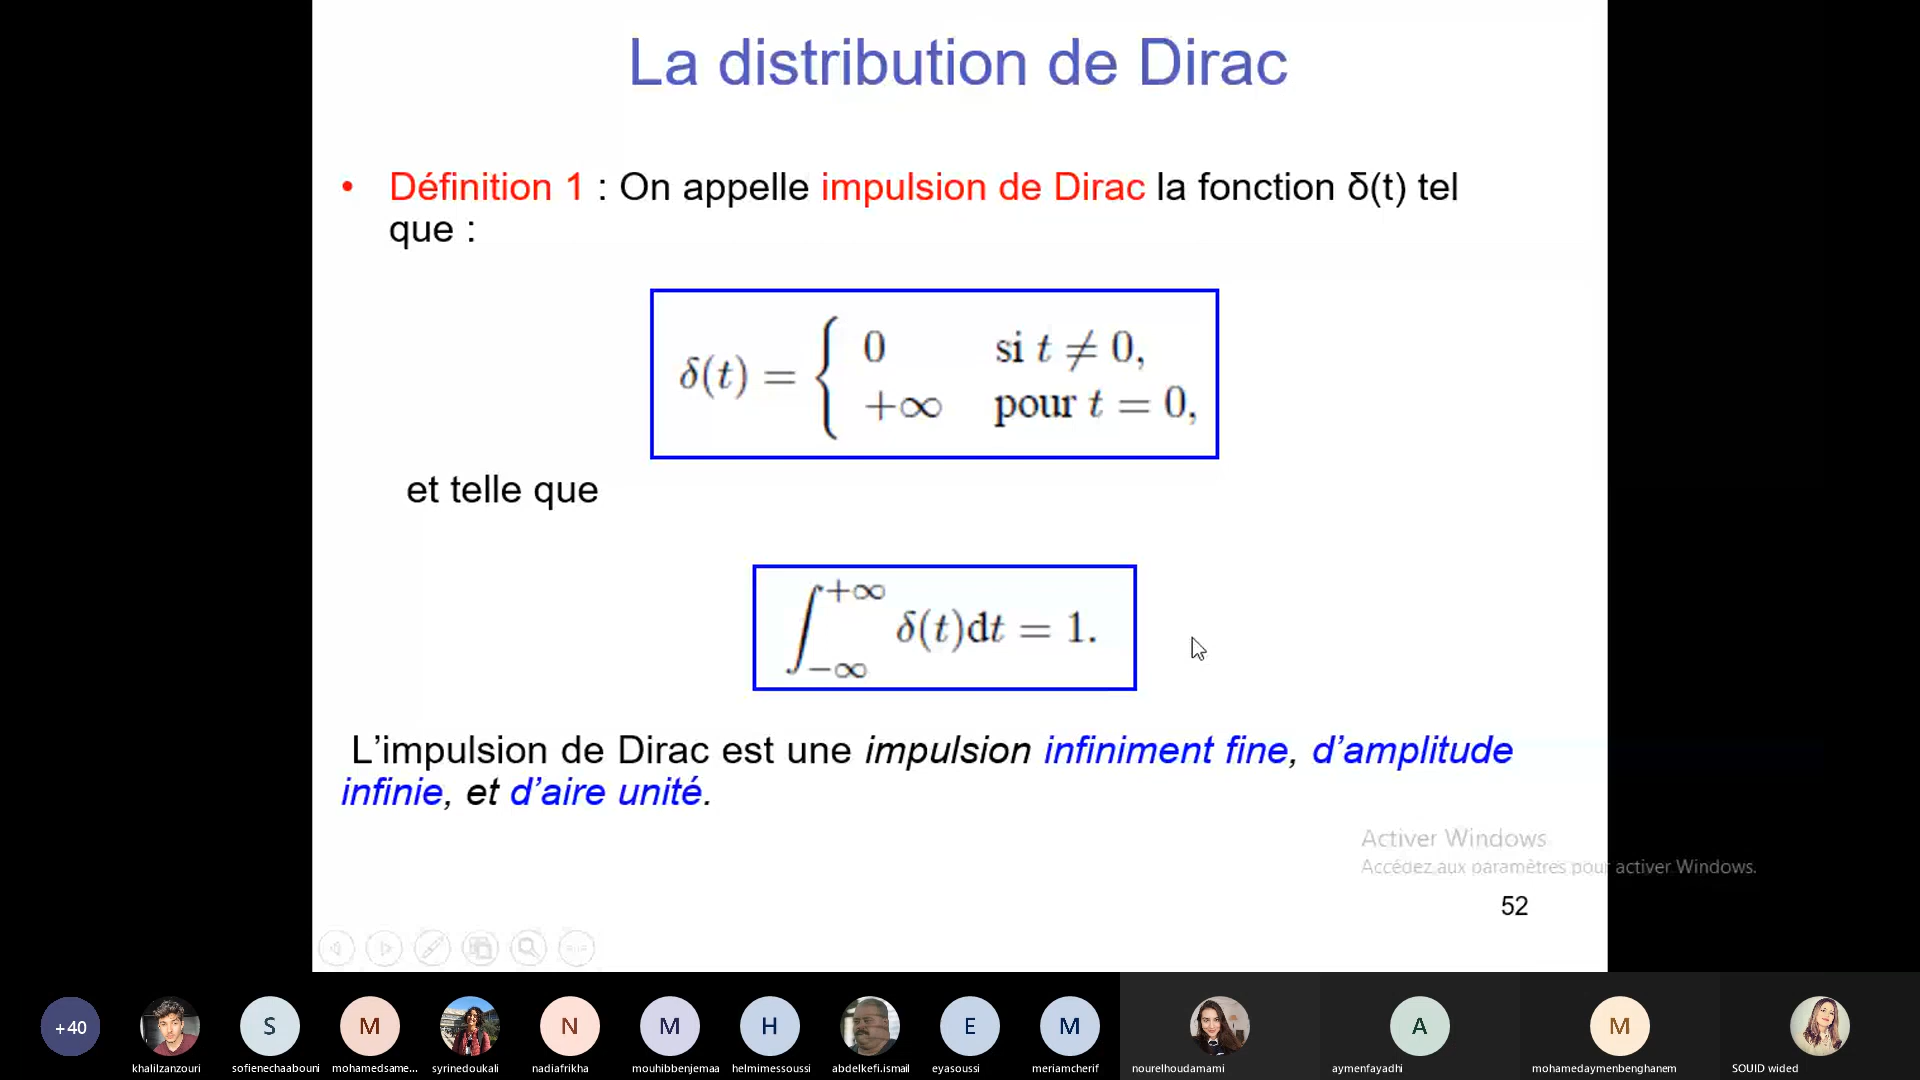 La distribution de Dirac
• Définition 1 : On appelle impulsion de Dirac la fonction δ(t) tel
que :
δ(t) = { 0 si t ≠ 0,
+∞ pour t = 0,
et telle que
∫_{-∞}^{+∞} δ(t)dt = 1.
L’impulsion de Dirac est une impulsion infiniment fine, d’amplitude
infinie, et d’aire unité.
Activer Windows
Accédez aux paramètres pour activer Windows.
52
+40
S
M
N
M
H
E
M
A
M
khalilzanzouri
sofienechaabouni
mohamedsame...
syrinedoukali
nadiafrikha
mouhibbenjemaa
helmimessoussi
abdelkefi.ismail
eyasoussi
meriamcherif
nourelhoudamami
aymenfayadhi
mohamedaymenbenghanem
SOUID wided